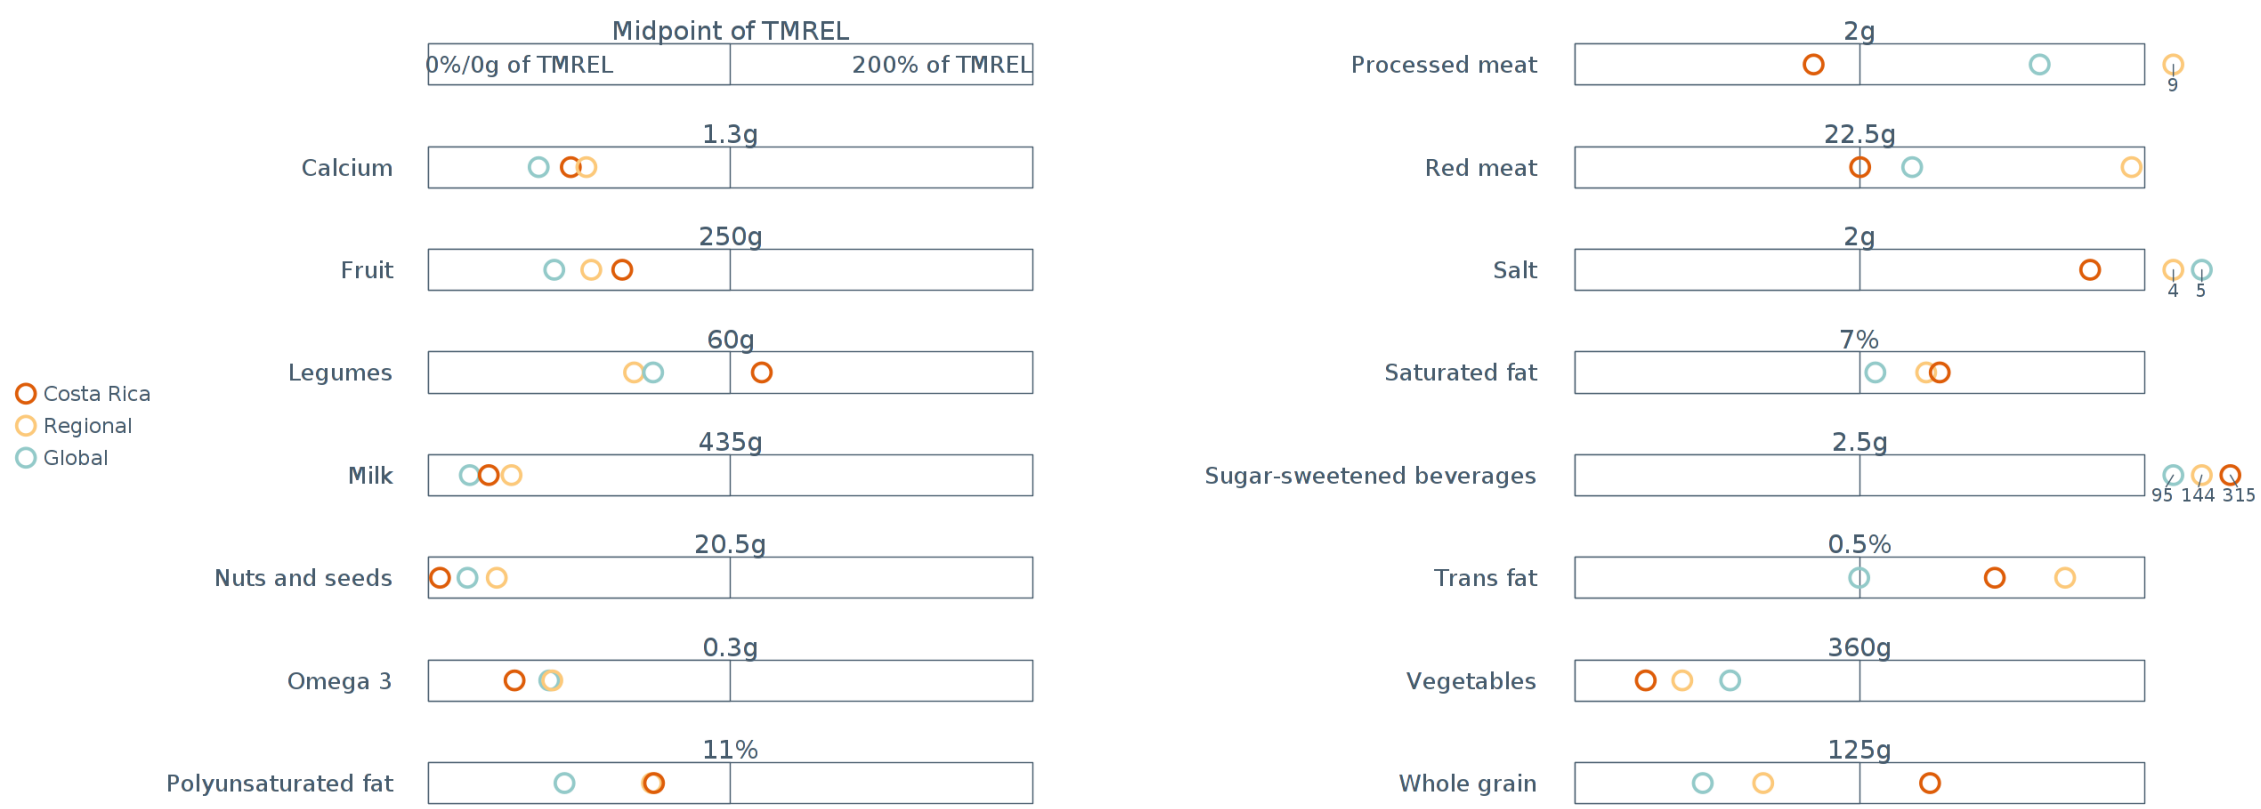 Midpoint of TMREL
0%/0g of TMREL
200% of TMREL
1.3g
Calcium
250g
Fruit
60g
Legumes
435g
Milk
20.5g
Nuts and seeds
0.3g
Omega 3
11%
Polyunsaturated fat
Costa Rica
Regional
Global
2g
Processed meat
9
22.5g
Red meat
2g
Salt
4 5
7%
Saturated fat
2.5g
Sugar-sweetened beverages
95 144 315
0.5%
Trans fat
360g
Vegetables
125g
Whole grain